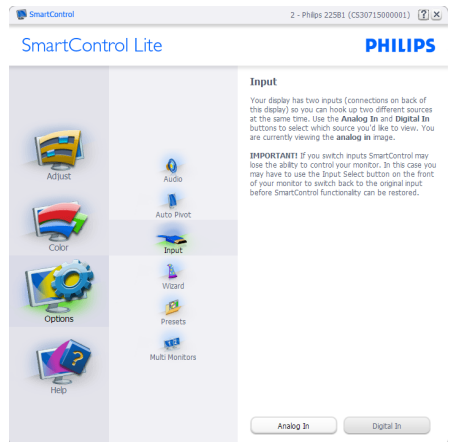 SmartControl
2 - Philips 225B1 (CS30715000001)
SmartControl Lite
PHILIPS
Adjust
Color
Options
Help
Audio
Auto Pivot
Input
Wizard
Presets
Multi Monitors
Input
Your display has two inputs (connections on back of
this display) so you can hook up two different sources
at the same time. Use the Analog In and Digital In
buttons to select which source you'd like to view. You
are currently viewing the analog in image.
IMPORTANT! If you switch inputs SmartControl may
lose the ability to control your monitor. In this case you
may have to use the Input Select button on the front
of your monitor to switch back to the original input
before SmartControl functionality can be restored.
Analog In
Digital In